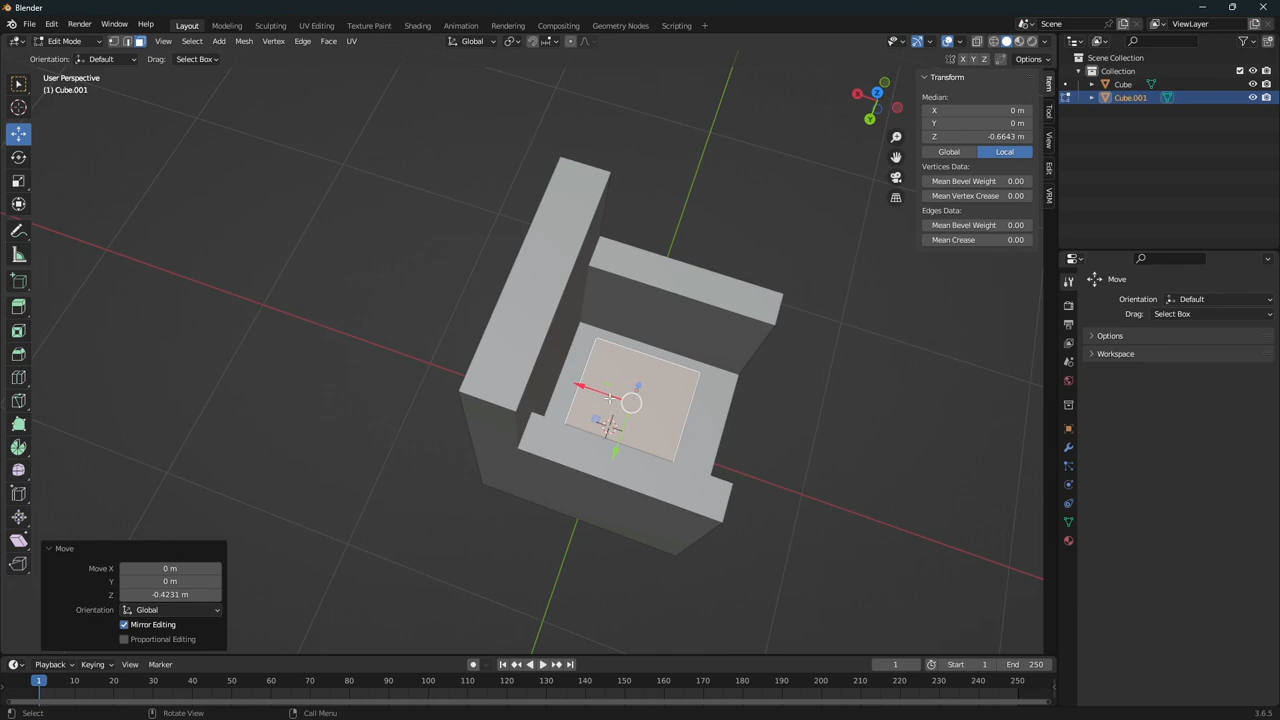 Blender
File Edit Render Window Help Layout Modeling Sculpting UV Editing Texture Paint Shading Animation Rendering Compositing Geometry Nodes Scripting + Scene ViewLayer
Edit Mode View Select Add Mesh Vertex Edge Face UV Global
Orientation: Default Drag: Select Box X Y Z Options
User Perspective
(1) Cube.001
Z
X
Y
Transform
Median:
X 0 m
Y 0 m
Z -0.6643 m
Global Local
Vertices Data:
Mean Bevel Weight 0.00
Mean Vertex Crease 0.00
Edges Data:
Mean Bevel Weight 0.00
Mean Crease 0.00
Item
Tool
View
Edit
VRM
Scene Collection
Collection
Cube
Cube.001
Move
Orientation Default
Drag: Select Box
Options
Workspace
Move
Move X 0 m
Y 0 m
Z -0.4231 m
Orientation Global
Mirror Editing
Proportional Editing
Playback Keying View Marker 1 Start 1 End 250
1 10 20 30 40 50 60 70 80 90 100 110 120 130 140 150 160 170 180 190 200 210 220 230 240 250
Select Rotate View Call Menu 3.6.5